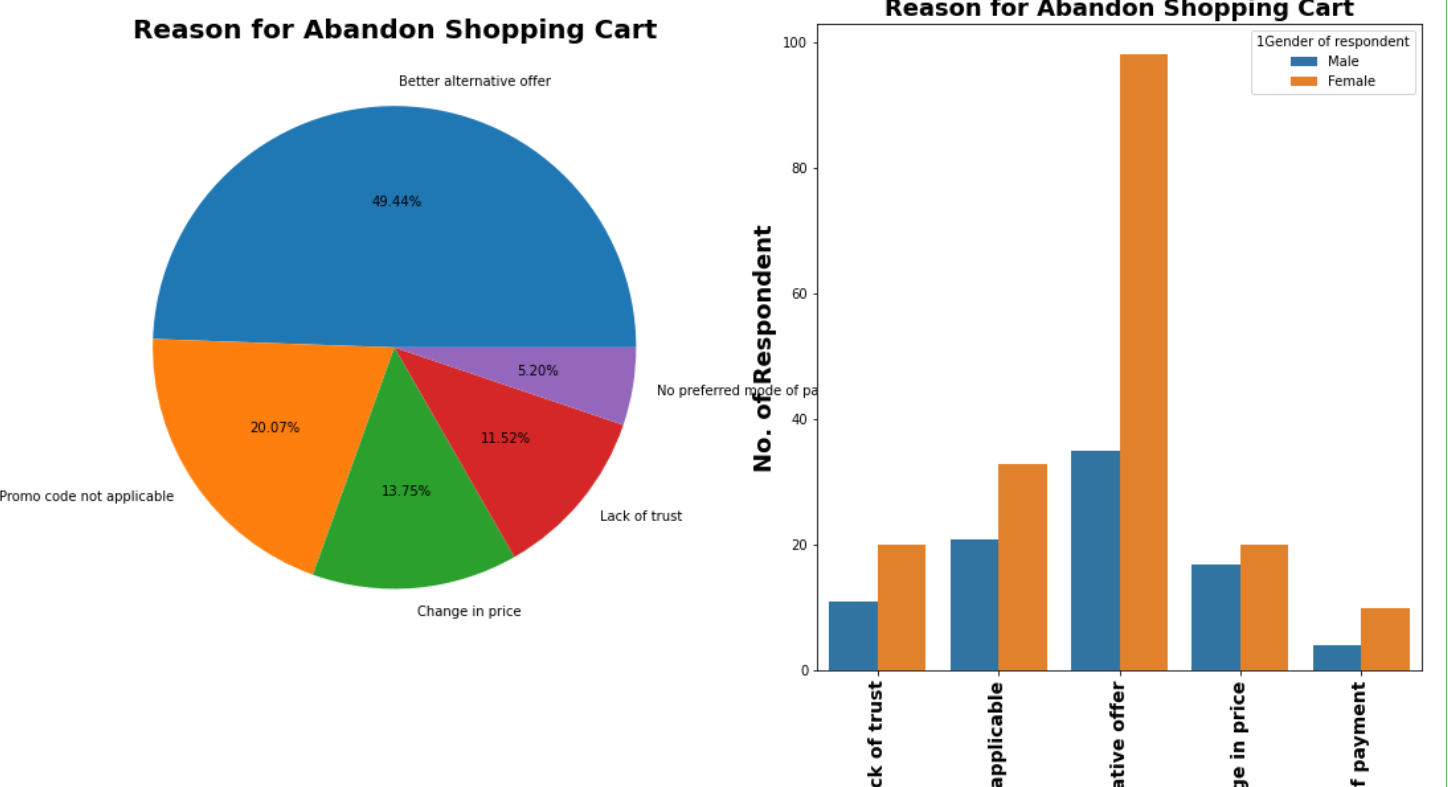 Reason for Abandon Shopping Cart
Better alternative offer
49.44%
5.20%
No preferred mode of pa
20.07%
11.52%
13.75%
Promo code not applicable
Lack of trust
Change in price
Reason for Abandon Shopping Cart
1Gender of respondent
Male
Female
No. of Respondent
100
80
60
40
20
0
ck of trust
applicable
ative offer
ge in price
f payment